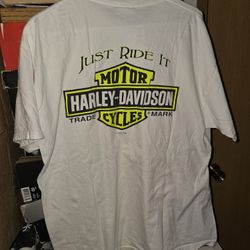 JUST RIDE IT
MOTOR
HARLEY-DAVIDSON
TRADE MARK
CYCLES